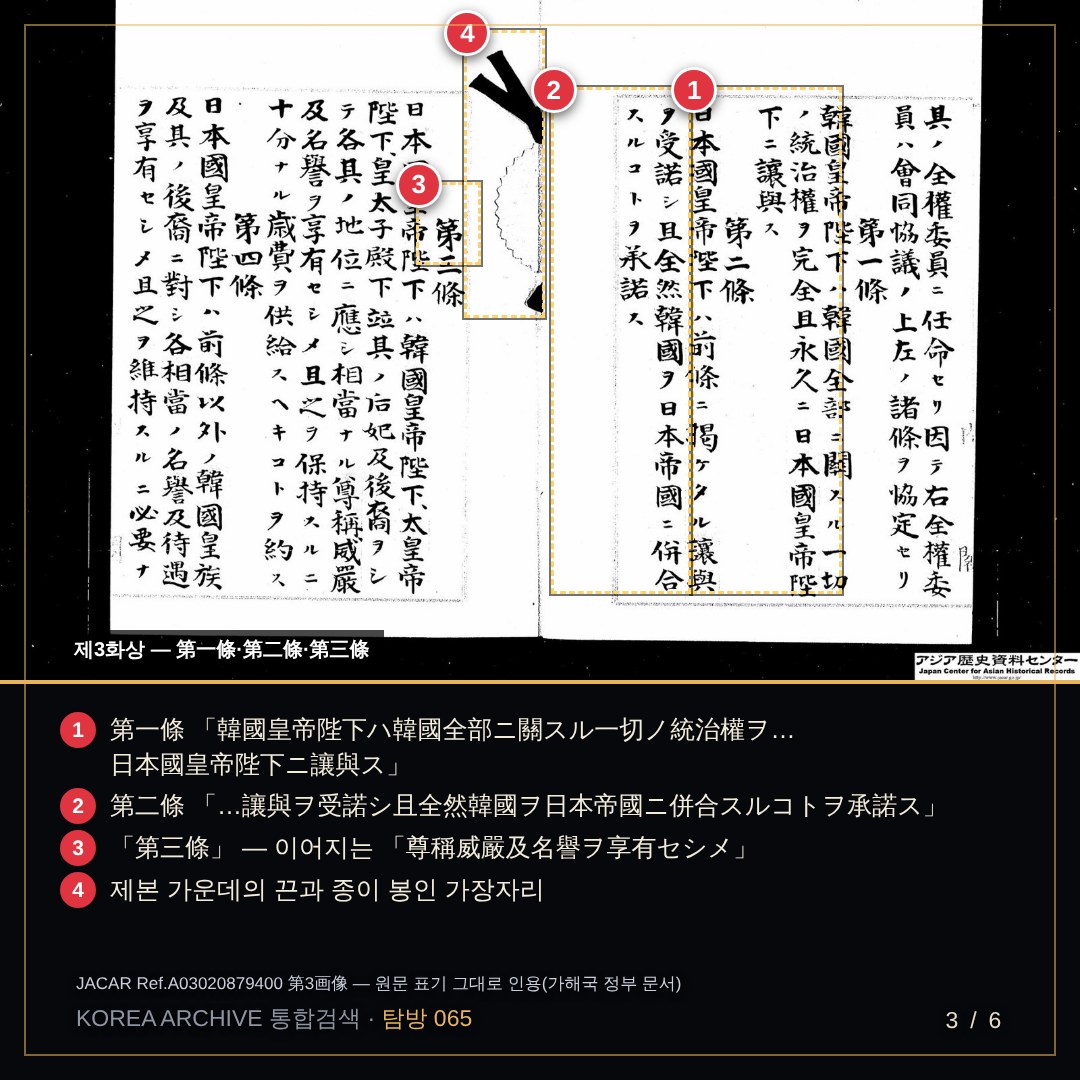 其ノ全權委員ニ任命セリ因テ右全權委
員ハ會同協議ノ上左ノ諸條ヲ協定セリ
第一條
韓國皇帝陛下ハ韓國全部ニ關スル一切
ノ統治權ヲ完全且永久ニ日本國皇帝陛
下ニ讓與ス
第二條
日本國皇帝陛下ハ前條ニ揭ケタル讓與
ヲ受諾シ且全然韓國ヲ日本帝國ニ併合
スルコトヲ承諾ス
第三條
日本國皇帝陛下ハ韓國皇帝陛下、太皇帝
陛下皇太子殿下竝其ノ后妃及後裔ヲシ
テ各其ノ地位ニ應シ相當ナル尊稱威嚴
及名譽ヲ享有セシメ且之ヲ保持スルニ
十分ナル歲費ヲ供給スヘキコトヲ約ス
第四條
日本國皇帝陛下ハ前條以外ノ韓國皇族
及其ノ後裔ニ對シ各相當ノ名譽及待遇
ヲ享有セシメ且之ヲ維持スルニ必要ナ
4
2
1
3
제3화상 — 第一條·第二條·第三條
アジア歴史資料センター
Japan Center for Asian Historical Records
http://www.jacar.go.jp/
1 第一條 「韓國皇帝陛下ハ韓國全部ニ關スル一切ノ統治權ヲ…
日本國皇帝陛下ニ讓與ス」
2 第二條 「…讓與ヲ受諾シ且全然韓國ヲ日本帝國ニ併合スルコトヲ承諾ス」
3 「第三條」 — 이어지는 「尊稱威嚴及名譽ヲ享有セシメ」
4 제본 가운데의 끈과 종이 봉인 가장자리
JACAR Ref.A03020879400 第3画像 — 원문 표기 그대로 인용(가해국 정부 문서)
KOREA ARCHIVE 통합검색 · 탐방 065
3 / 6